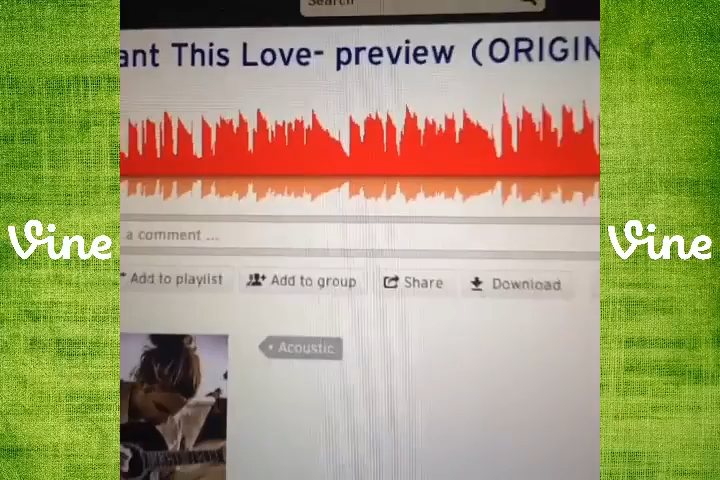 Search
ant This Love- preview (ORIGIN
a comment ...
Add to playlist
Add to group
Share
Download
Acoustic
Vine
Vine